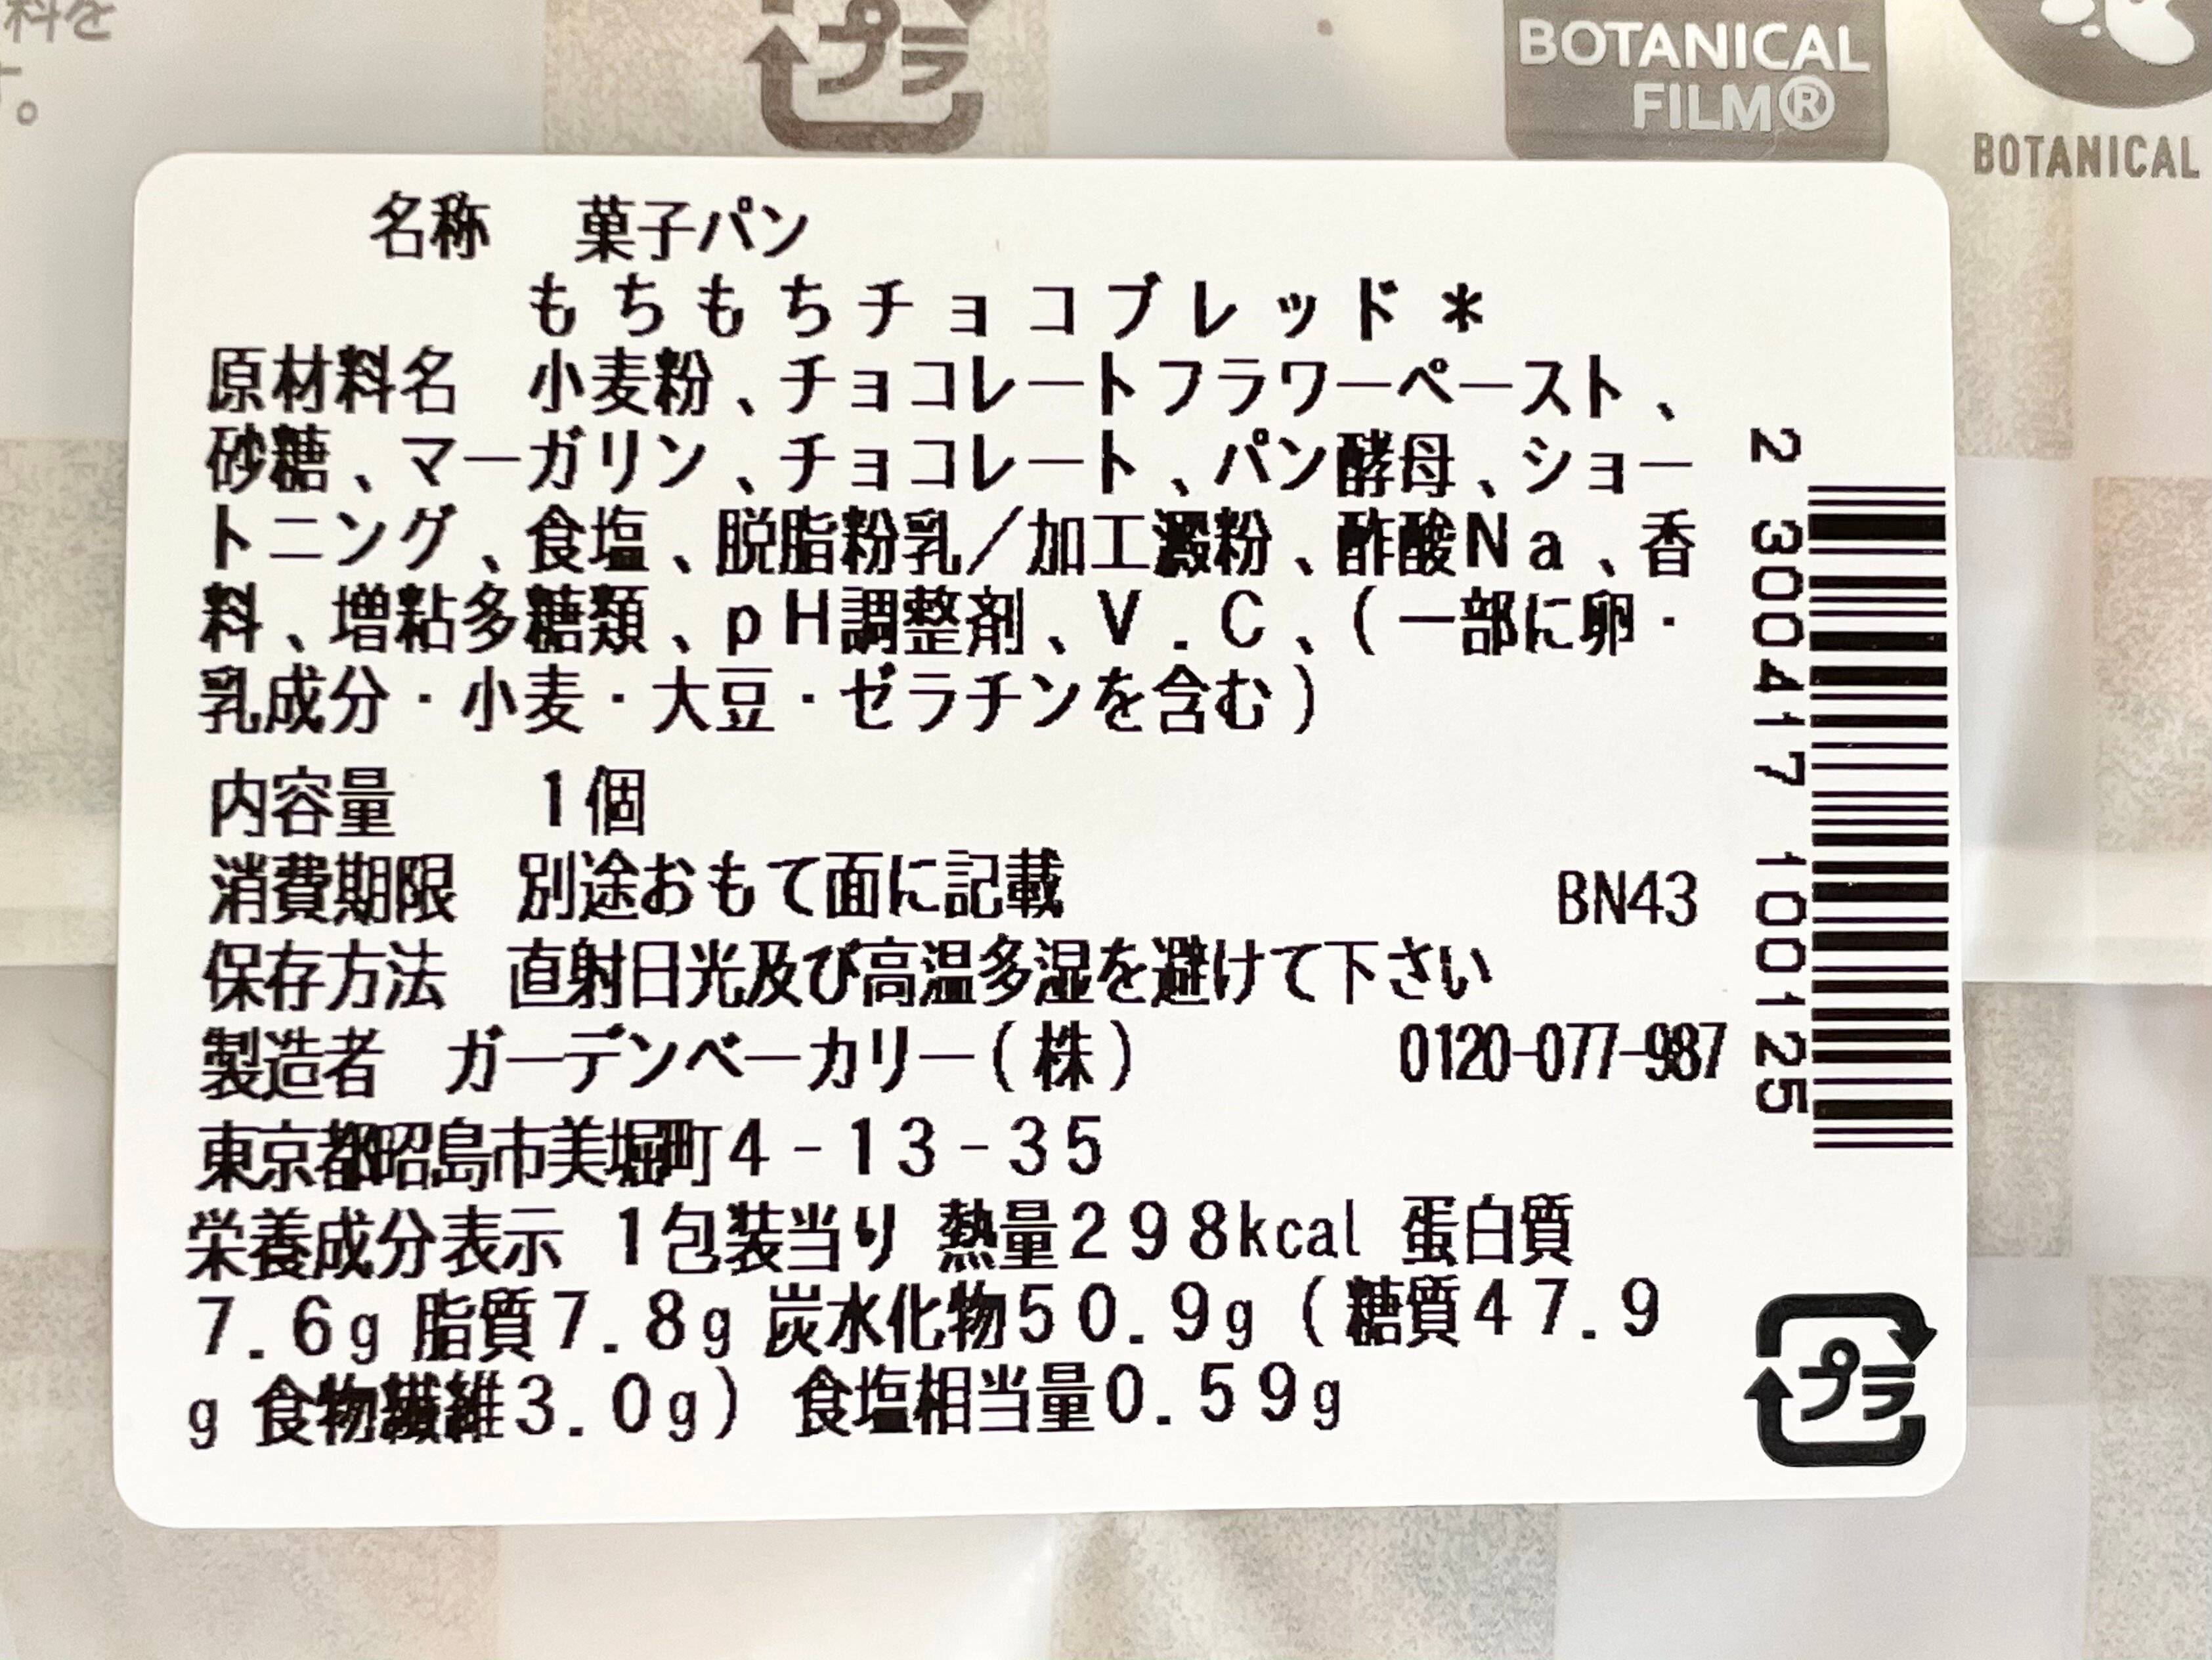 料を
。
プラ
BOTANICAL
FILM®
BOTANICAL
名称 菓子パン
もちもちチョコブレッド＊
原材料名 小麦粉、チョコレートフラワーペースト、
砂糖、マーガリン、チョコレート、パン酵母、ショー
トニング、食塩、脱脂粉乳／加工澱粉、酢酸Na、香
料、増粘多糖類、pH調整剤、V.C、(一部に卵・
乳成分・小麦・大豆・ゼラチンを含む)
内容量 1個
消費期限 別途おもて面に記載 BN43
保存方法 直射日光及び高温多湿を避けて下さい
製造者 ガーデンベーカリー(株) 0120-077-987
東京都昭島市美堀町4-13-35
栄養成分表示 1包装当り 熱量298kcal 蛋白質
7.6g 脂質7.8g 炭水化物50.9g (糖質47.9
g 食物繊維3.0g) 食塩相当量0.59g
2 300417 100125
プラ